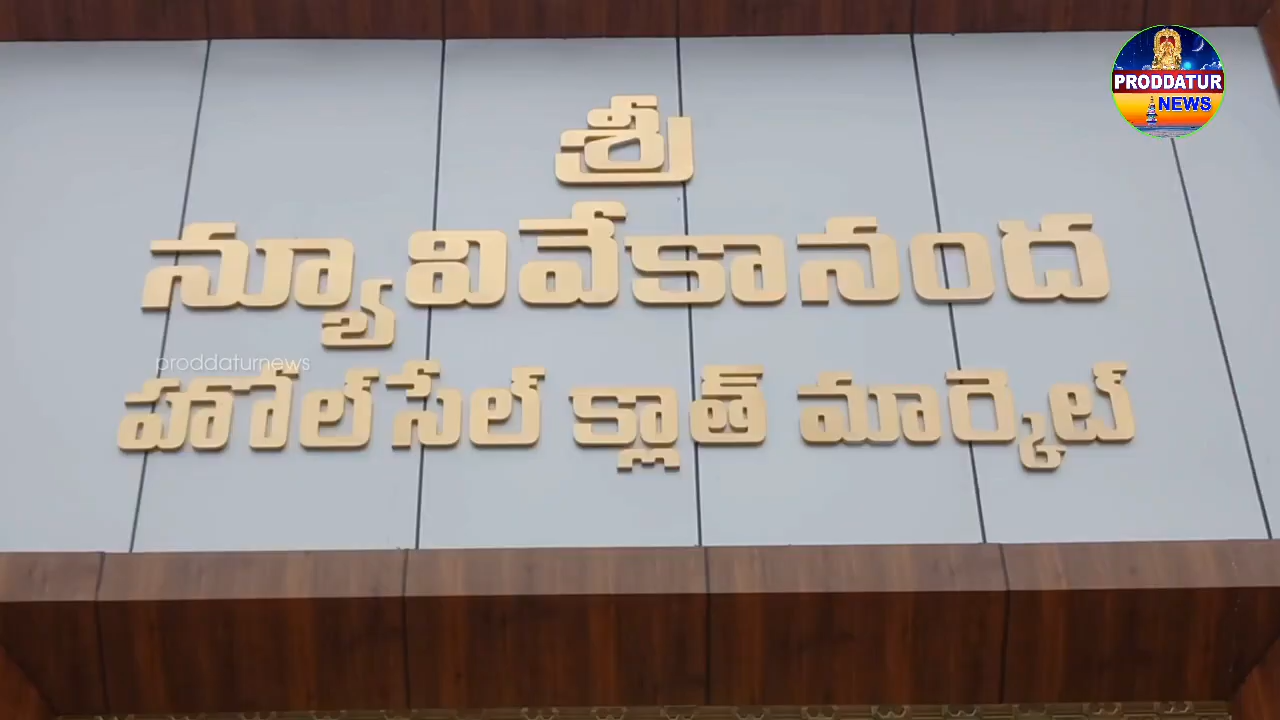 PRODDATUR
NEWS
శ్రీ
న్యూవివేకానంద
proddaturnews
హోల్‌సేల్ క్లాత్ మార్కెట్